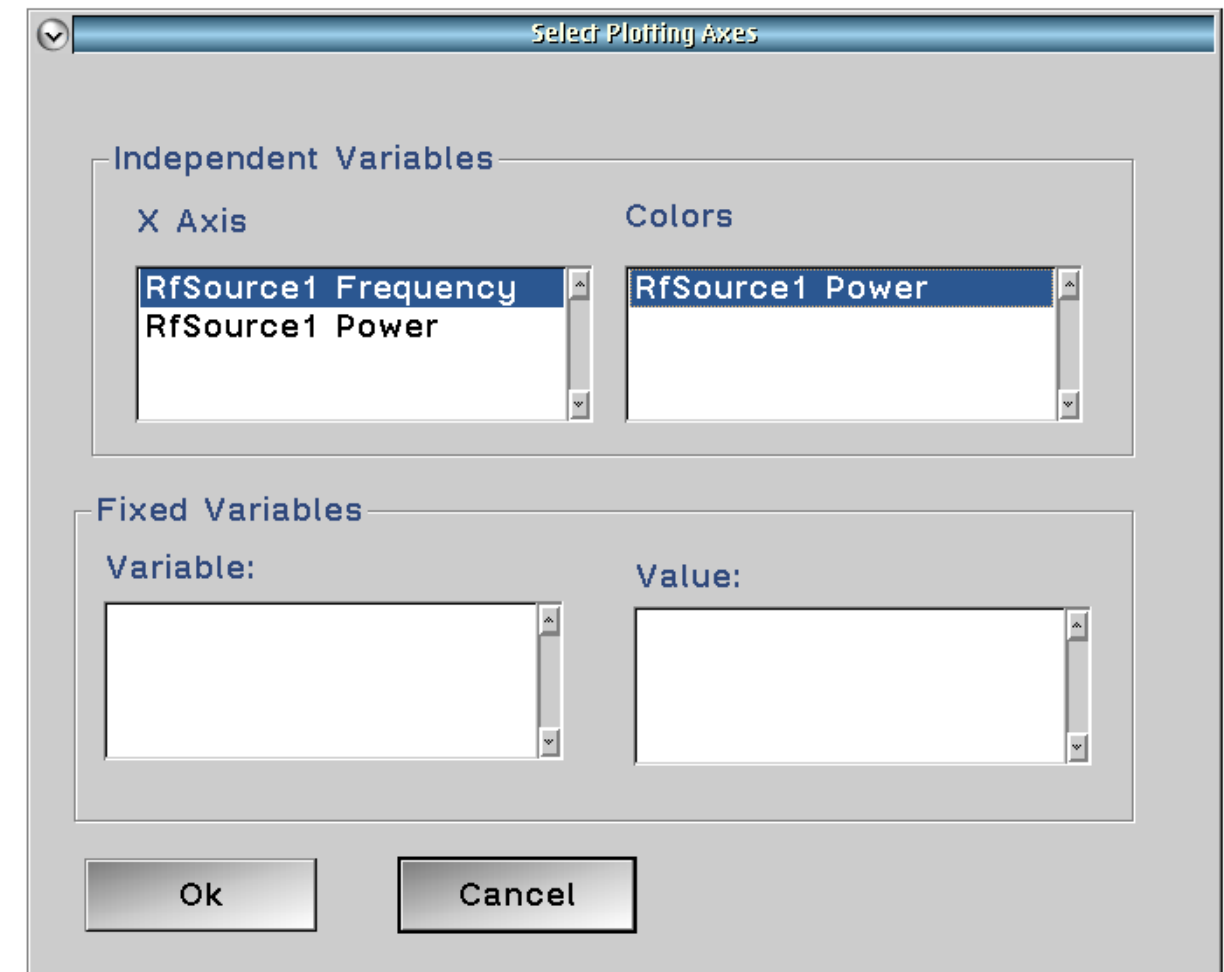 Select Plotting Axes
Independent Variables
X Axis
Colors
RfSource1 Frequency
RfSource1 Power
RfSource1 Power
Fixed Variables
Variable:
Value:
Ok
Cancel